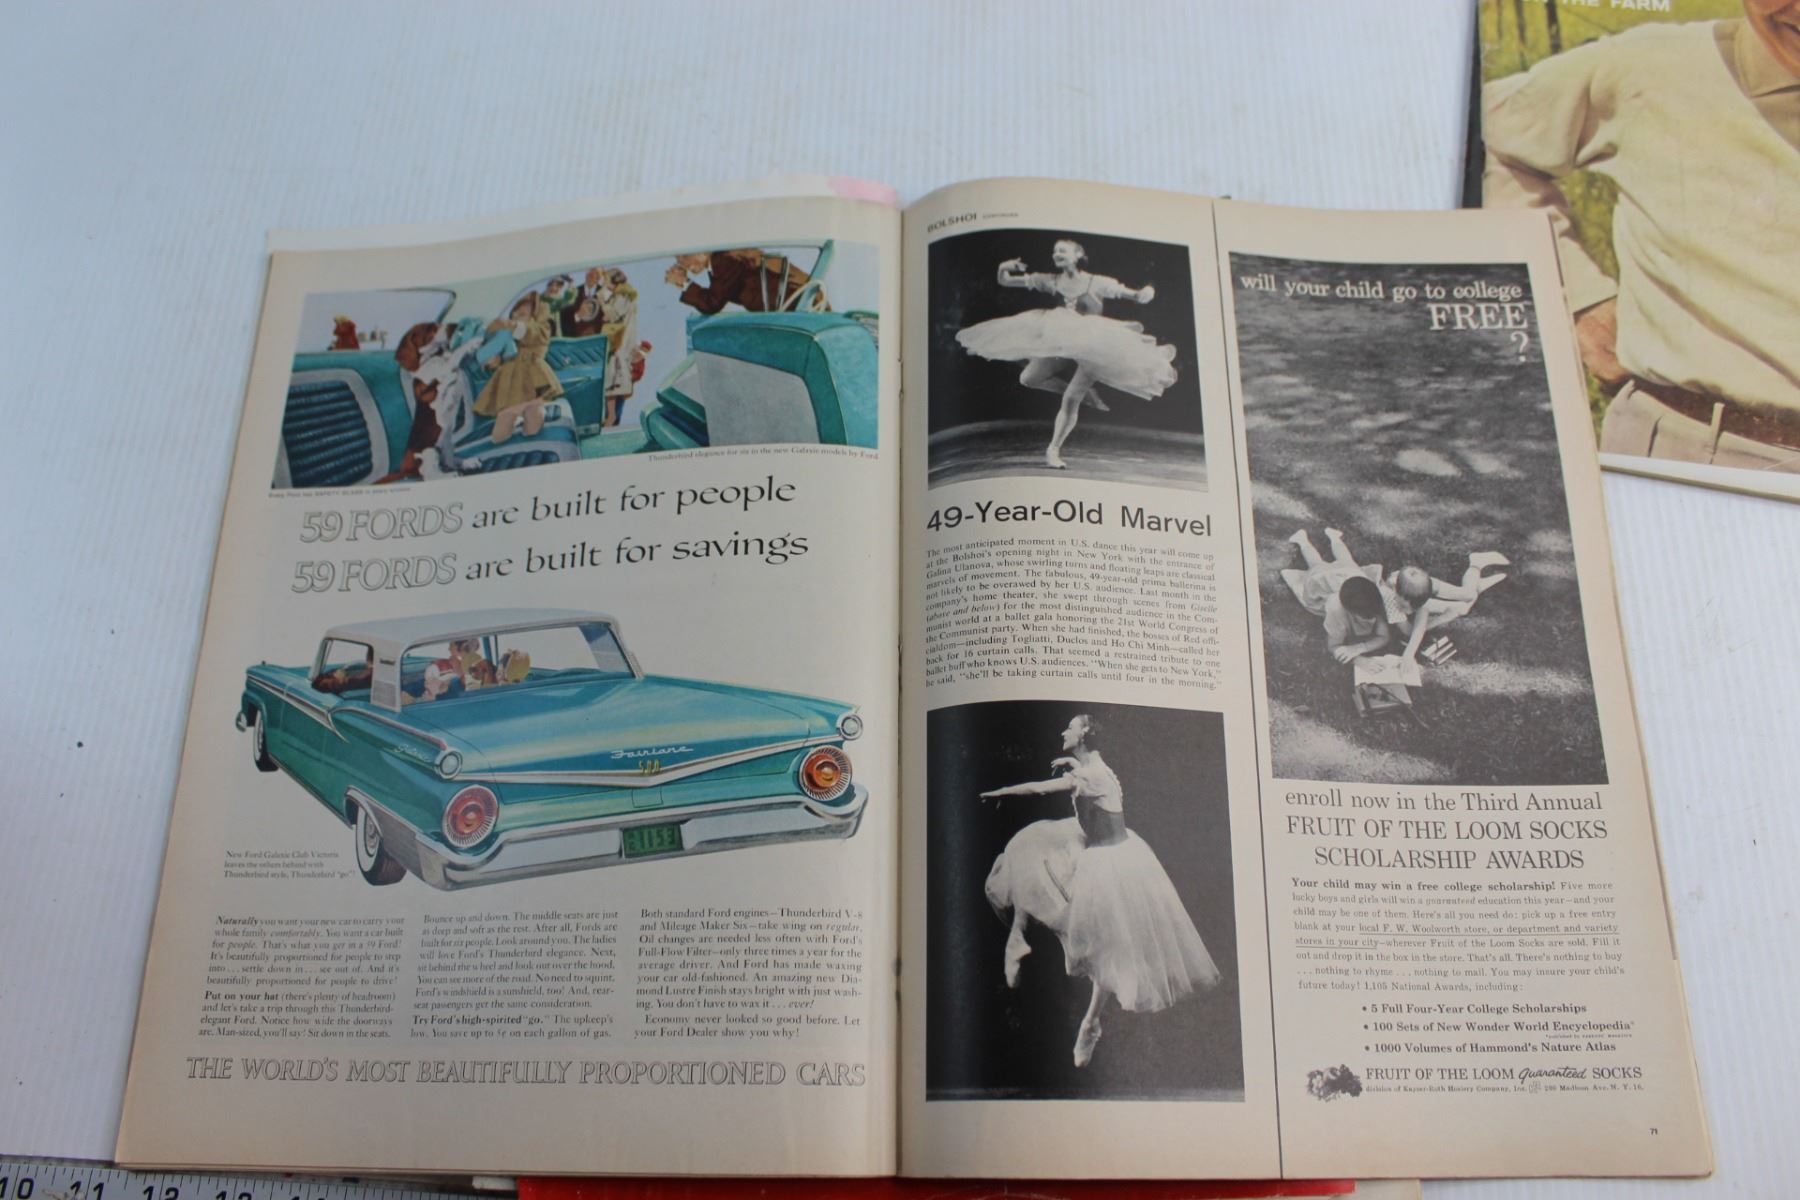 ON THE FARM
Thunderbird elegance for six in the new Galaxie models by Ford
Every Ford has SAFETY GLASS in every window
59 FORDS are built for people
59 FORDS are built for savings
Galaxie
Fairlane
500
1153
New Ford Galaxie Club Victoria
leaves the others behind with
Thunderbird style, Thunderbird "go"!
Naturally you want your new car to carry your
whole family comfortably. You want a car built
for people. That's what you get in a 59 Ford!
It's beautifully proportioned for people to step
into . . . settle down in . . . see out of. And it's
beautifully proportioned for people to drive!
Put on your hat (there's plenty of headroom)
and let's take a trip through this Thunderbird-
elegant Ford. Notice how wide the doorways
are. Man-sized, you'll say! Sit down in the seats.
Bounce up and down. The middle seats are just
as deep and soft as the rest. After all, Fords are
built for six people. Look around you. The ladies
will love Ford's Thunderbird elegance. Next,
sit behind the wheel and look out over the hood.
You can see more of the road. No need to squint.
Ford's windshield is a sunshield, too! And, rear-
seat passengers get the same consideration.
Try Ford's high-spirited "go." The upkeep's
low. You save up to 5¢ on each gallon of gas.
Both standard Ford engines—Thunderbird V-8
and Mileage Maker Six—take wing on regular.
Oil changes are needed less often with Ford's
Full-Flow Filter—only three times a year for the
average driver. And Ford has made waxing
your car old-fashioned. An amazing new Dia-
mond Lustre Finish stays bright with just wash-
ing. You don't have to wax it . . . ever!
Economy never looked so good before. Let
your Ford Dealer show you why!
THE WORLD'S MOST BEAUTIFULLY PROPORTIONED CARS
BOLSHOI CONTINUED
49-Year-Old Marvel
The most anticipated moment in U.S. dance this year will come up
at the Bolshoi's opening night in New York with the entrance of
Galina Ulanova, whose swirling turns and floating leaps are classical
marvels of movement. The fabulous, 49-year-old prima ballerina is
not likely to be overawed by her U.S. audience. Last month in the
company's home theater, she swept through scenes from Giselle
(above and below) for the most distinguished audience in the Com-
munist world at a ballet gala honoring the 21st World Congress of
the Communist party. When she had finished, the bosses of Red offi-
cialdom—including Togliatti, Duclos and Ho Chi Minh—called her
back for 16 curtain calls. That seemed a restrained tribute to one
ballet buff who knows U.S. audiences. "When she gets to New York,"
he said, "she'll be taking curtain calls until four in the morning."
will your child go to college
FREE
?
enroll now in the Third Annual
FRUIT OF THE LOOM SOCKS
SCHOLARSHIP AWARDS
Your child may win a free college scholarship! Five more
lucky boys and girls will win a guaranteed education this year—and your
child may be one of them. Here's all you need do: pick up a free entry
blank at your local F. W. Woolworth store, or department and variety
stores in your city—wherever Fruit of the Loom Socks are sold. Fill it
out and drop it in the box in the store. That's all. There's nothing to buy
. . . nothing to rhyme . . . nothing to mail. You may insure your child's
future today! 1,105 National Awards, including:
• 5 Full Four-Year College Scholarships
• 100 Sets of New Wonder World Encyclopedia*
• 1000 Volumes of Hammond's Nature Atlas
FRUIT OF THE LOOM guaranteed SOCKS
division of Kayser-Roth Hosiery Company, Inc. 200 Madison Ave. N. Y. 16.
71
10 11 12